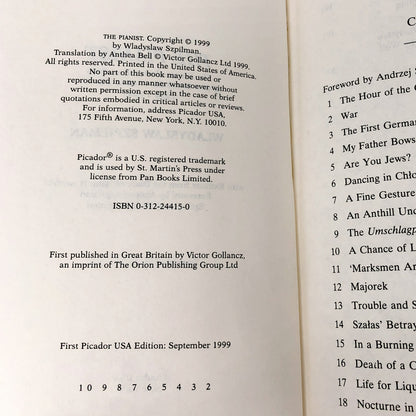 THE PIANIST. Copyright © 1999
by Wladyslaw Szpilman.
Translation by Anthea Bell © Victor Gollancz Ltd 1999.
All rights reserved. Printed in the United States of America.
No part of this book may be used or
reproduced in any manner whatsoever without
written permission except in the case of brief
quotations embodied in critical articles or reviews.
For information, address Picador USA,
175 Fifth Avenue, New York, N.Y. 10010.
Picador® is a U.S. registered trademark
and is used by St. Martin's Press under
license from Pan Books Limited.
ISBN 0-312-24415-0
First published in Great Britain by Victor Gollancz,
an imprint of The Orion Publishing Group Ltd
First Picador USA Edition: September 1999
10 9 8 7 6 5 4 3 2
C
Foreword by Andrzej S
1 The Hour of the
2 War
3 The First German
4 My Father Bows
5 Are You Jews?
6 Dancing in Chło
7 A Fine Gesture
8 An Anthill Und
9 The Umschlagp
10 A Chance of L
11 'Marksmen Ar
12 Majorek
13 Trouble and S
14 Szałas' Betray
15 In a Burning
16 Death of a C
17 Life for Liqu
18 Nocturne in